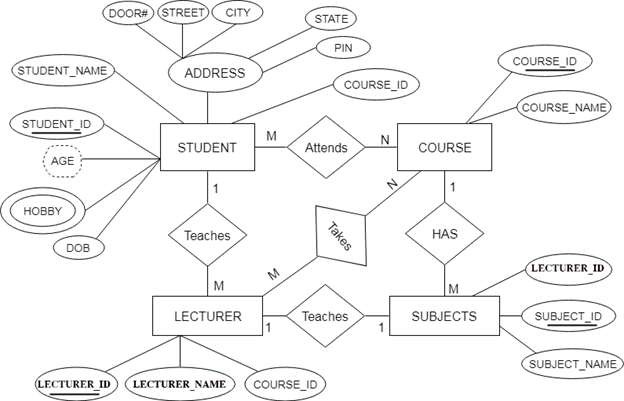 DOOR# STREET CITY
STATE
ADDRESS
PIN
STUDENT_NAME
COURSE_ID
COURSE_ID
COURSE_NAME
STUDENT_ID
AGE
HOBBY
DOB
STUDENT
M
Attends
N
COURSE
1
Teaches
M
N
Takes
M
1
HAS
M
LECTURER
1
Teaches
1
SUBJECTS
LECTURER_ID
SUBJECT_ID
SUBJECT_NAME
LECTURER_ID LECTURER_NAME COURSE_ID